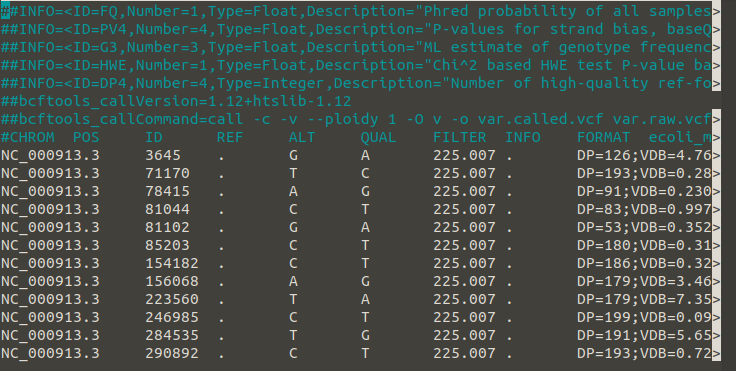 ##INFO=<ID=FQ,Number=1,Type=Float,Description="Phred probability of all samples>
##INFO=<ID=PV4,Number=4,Type=Float,Description="P-values for strand bias, baseQ>
##INFO=<ID=G3,Number=3,Type=Float,Description="ML estimate of genotype frequenc>
##INFO=<ID=HWE,Number=1,Type=Float,Description="Chi^2 based HWE test P-value ba>
##INFO=<ID=DP4,Number=4,Type=Integer,Description="Number of high-quality ref-fo>
##bcftools_callVersion=1.12+htslib-1.12
##bcftools_callCommand=call -c -v --ploidy 1 -O v -o var.called.vcf var.raw.vcf>
#CHROM POS ID REF ALT QUAL FILTER INFO FORMAT ecoli_m>
NC_000913.3 3645 . G A 225.007 . DP=126;VDB=4.76>
NC_000913.3 71170 . T C 225.007 . DP=193;VDB=0.28>
NC_000913.3 78415 . A G 225.007 . DP=91;VDB=0.230>
NC_000913.3 81044 . C T 225.007 . DP=83;VDB=0.997>
NC_000913.3 81102 . G A 225.007 . DP=53;VDB=0.352>
NC_000913.3 85203 . C T 225.007 . DP=180;VDB=0.31>
NC_000913.3 154182 . C T 225.007 . DP=186;VDB=0.32>
NC_000913.3 156068 . A G 225.007 . DP=179;VDB=3.46>
NC_000913.3 223560 . T A 225.007 . DP=179;VDB=7.35>
NC_000913.3 246985 . C T 225.007 . DP=199;VDB=0.09>
NC_000913.3 284535 . T G 225.007 . DP=191;VDB=5.65>
NC_000913.3 290892 . C T 225.007 . DP=193;VDB=0.72>